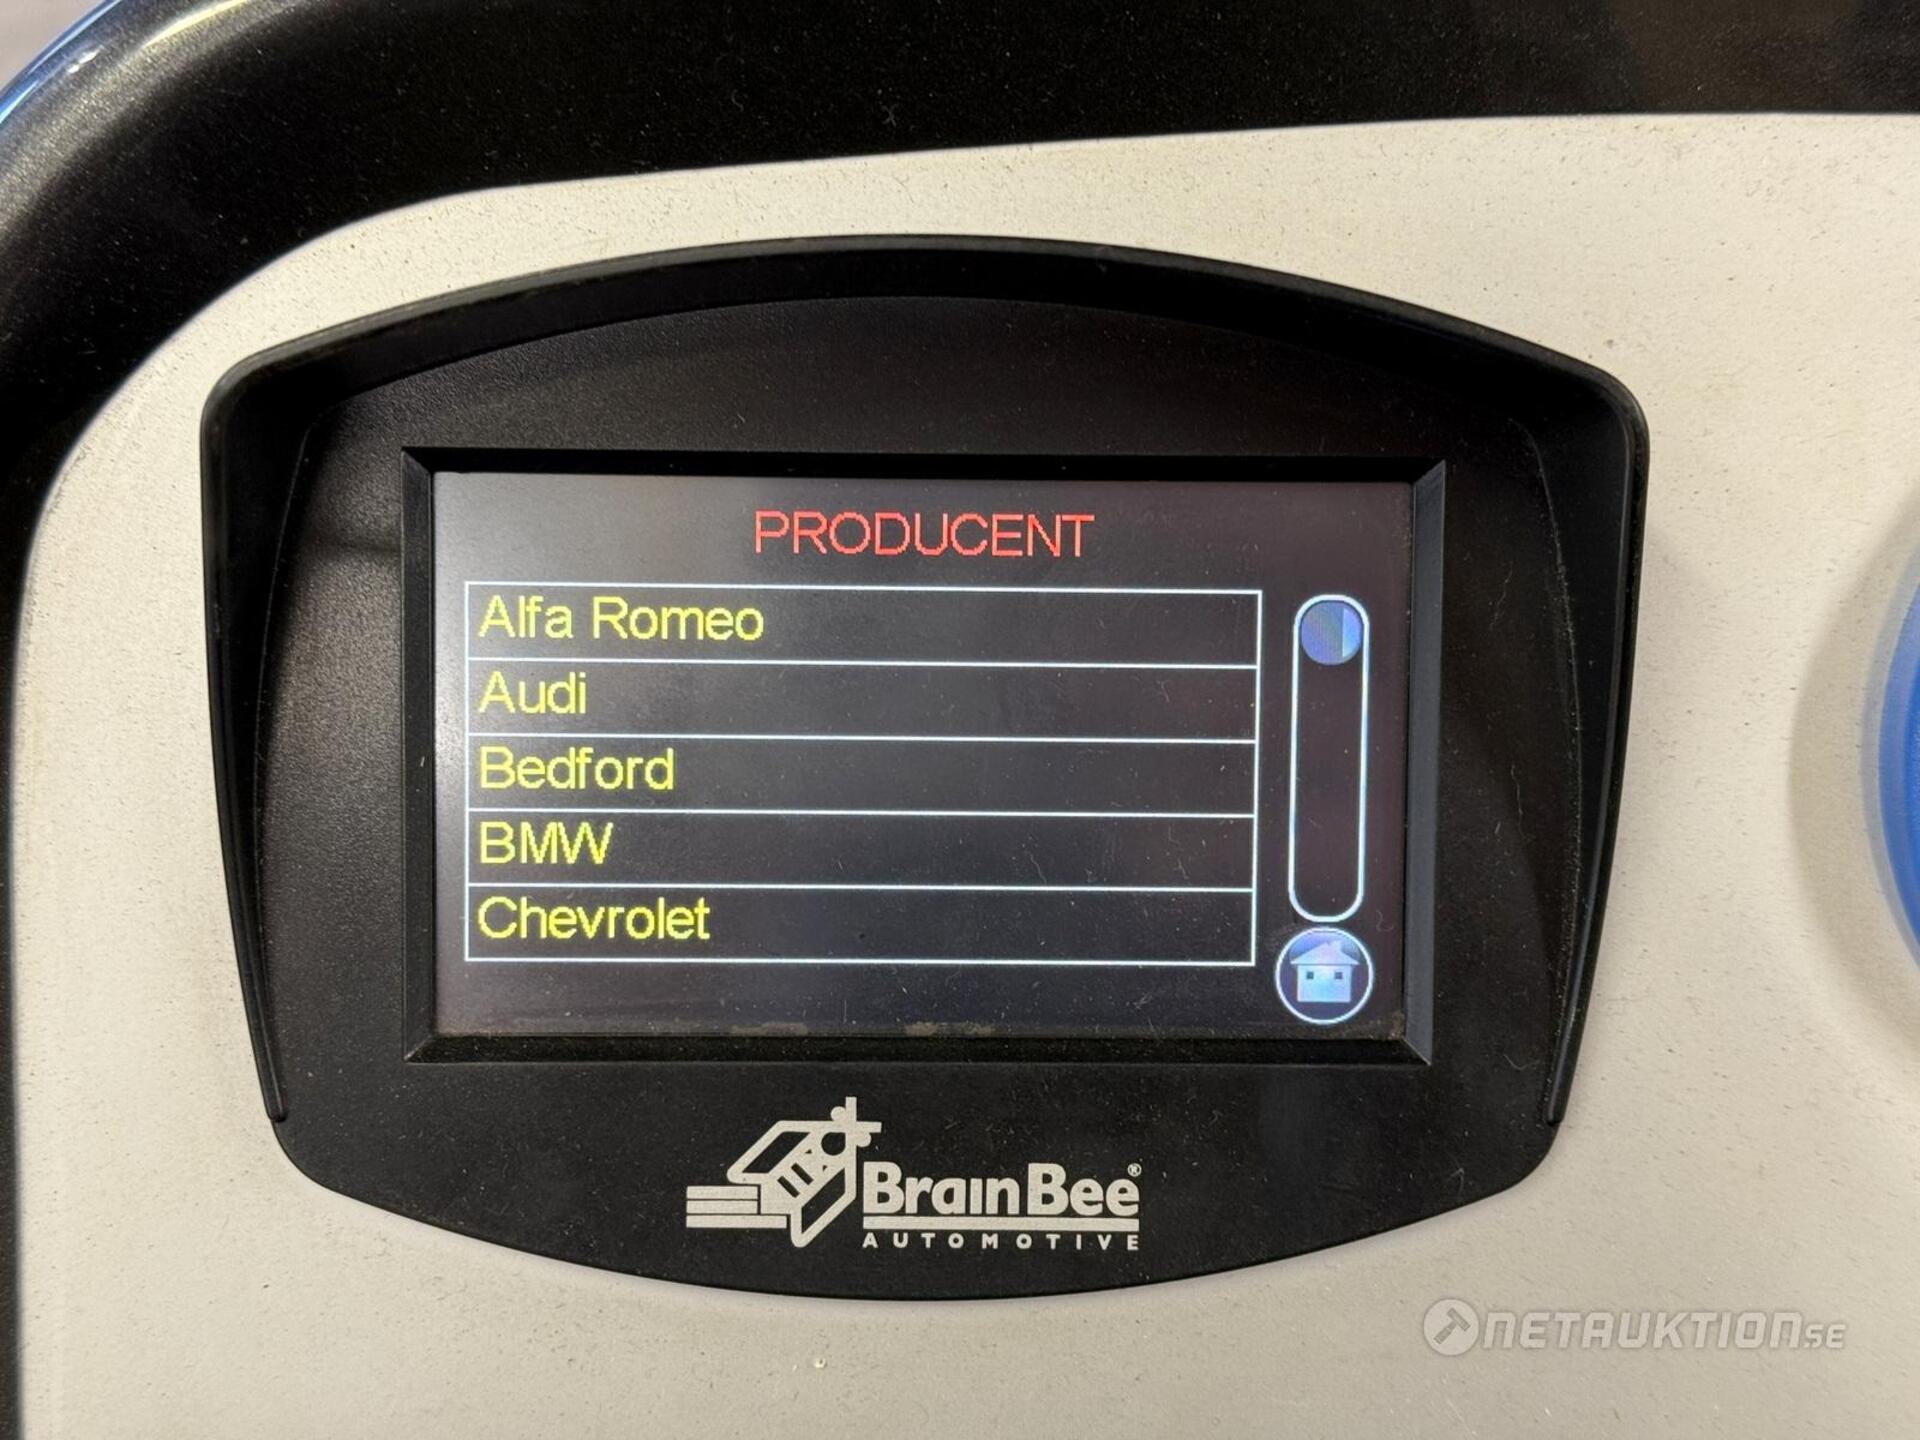 PRODUCENT
Alfa Romeo
Audi
Bedford
BMW
Chevrolet
BrainBee®
AUTOMOTIVE
NETAUKTION.SE